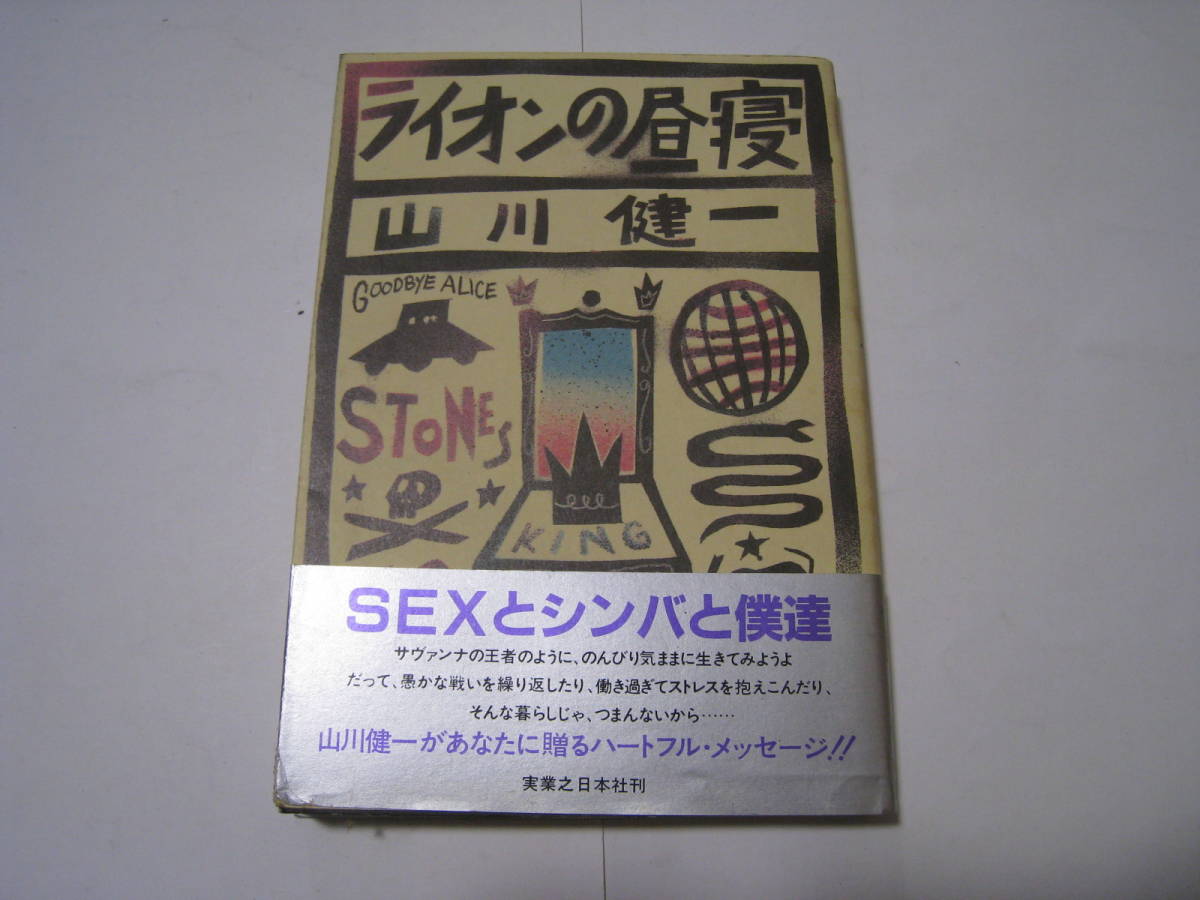 ライオンの昼寝
山川健一
GOODBYE ALICE
STONES
KING
SEXとシンバと僕達
サヴァンナの王者のように、のんびり気ままに生きてみようよ
だって、愚かな戦いを繰り返したり、働き過ぎてストレスを抱えこんだり、
そんな暮らしじゃ、つまんないから……
山川健一があなたに贈るハートフル・メッセージ!!
実業之日本社刊